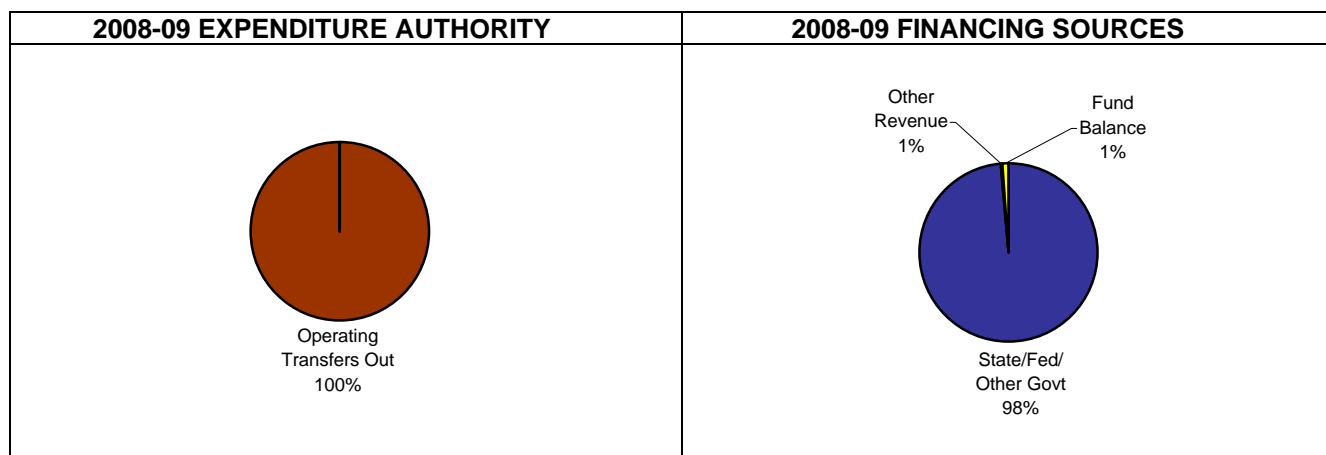 2008-09 EXPENDITURE AUTHORITY
Operating
Transfers Out
100%
2008-09 FINANCING SOURCES
Other
Revenue
1%
Fund
Balance
1%
State/Fed/
Other Govt
98%